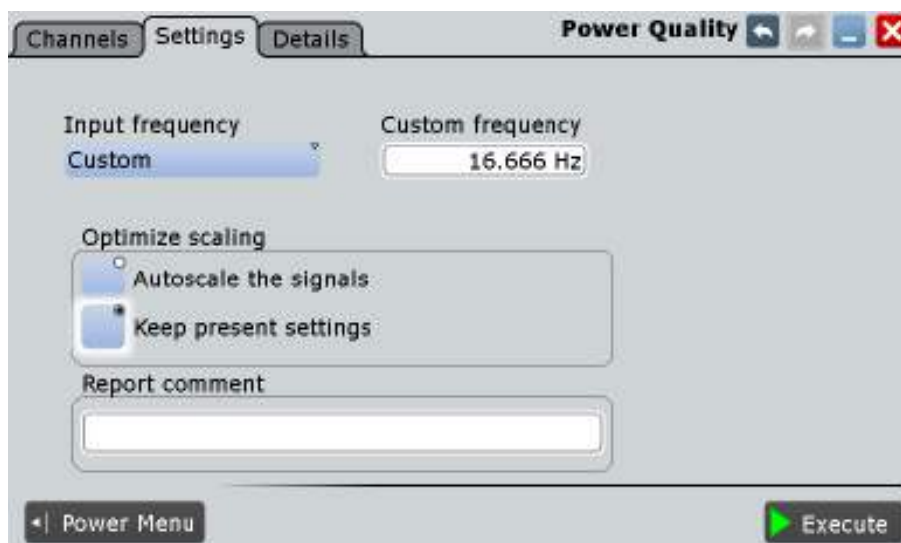 Channels Settings Details Power Quality
Input frequency Custom frequency
Custom 16.666 Hz
Optimize scaling
Autoscale the signals
Keep present settings
Report comment
Power Menu Execute